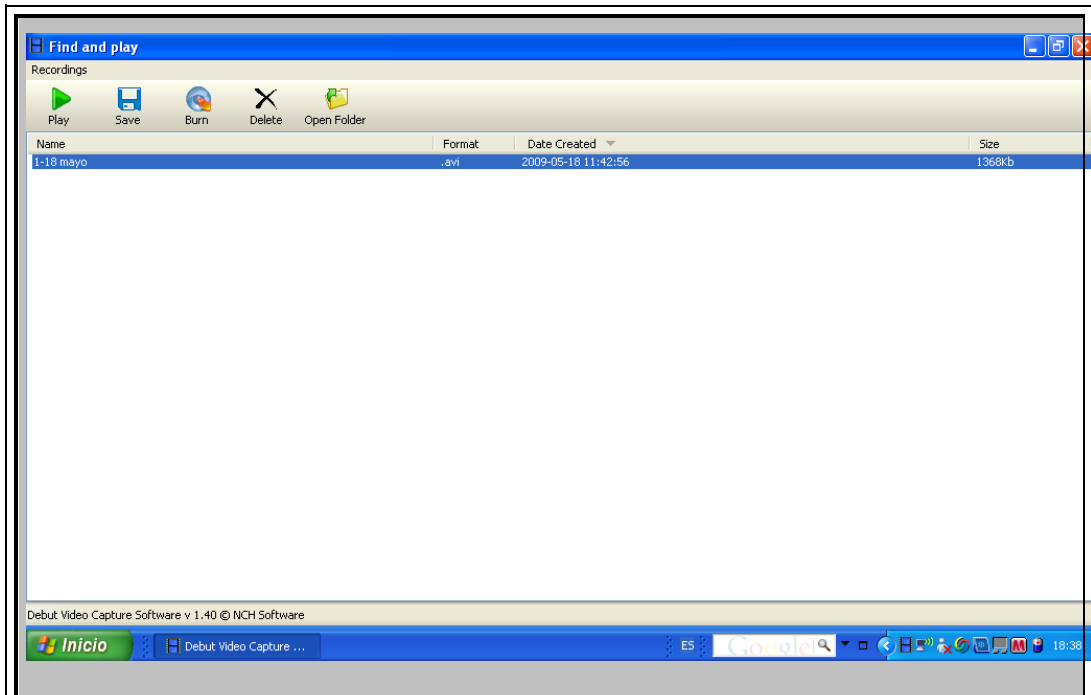 Find and play
Recordings
Play Save Burn Delete Open Folder
Name Format Date Created Size
1-18 mayo .avi 2009-05-18 11:42:56 1368Kb
Debut Video Capture Software v 1.40 © NCH Software
Inicio Debut Video Capture ... ES Google 18:38